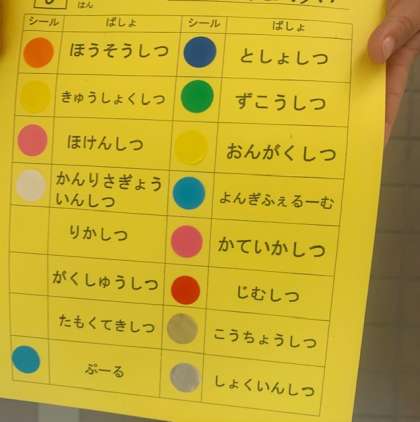 はん
シール ばしょ シール ばしょ
ほうそうしつ としょしつ
きゅうしょくしつ ずこうしつ
ほけんしつ おんがくしつ
かんりさぎょう
いんしつ よんぎふぇるーむ
りかしつ かていかしつ
がくしゅうしつ じむしつ
たもくてきしつ こうちょうしつ
ぷーる しょくいんしつ